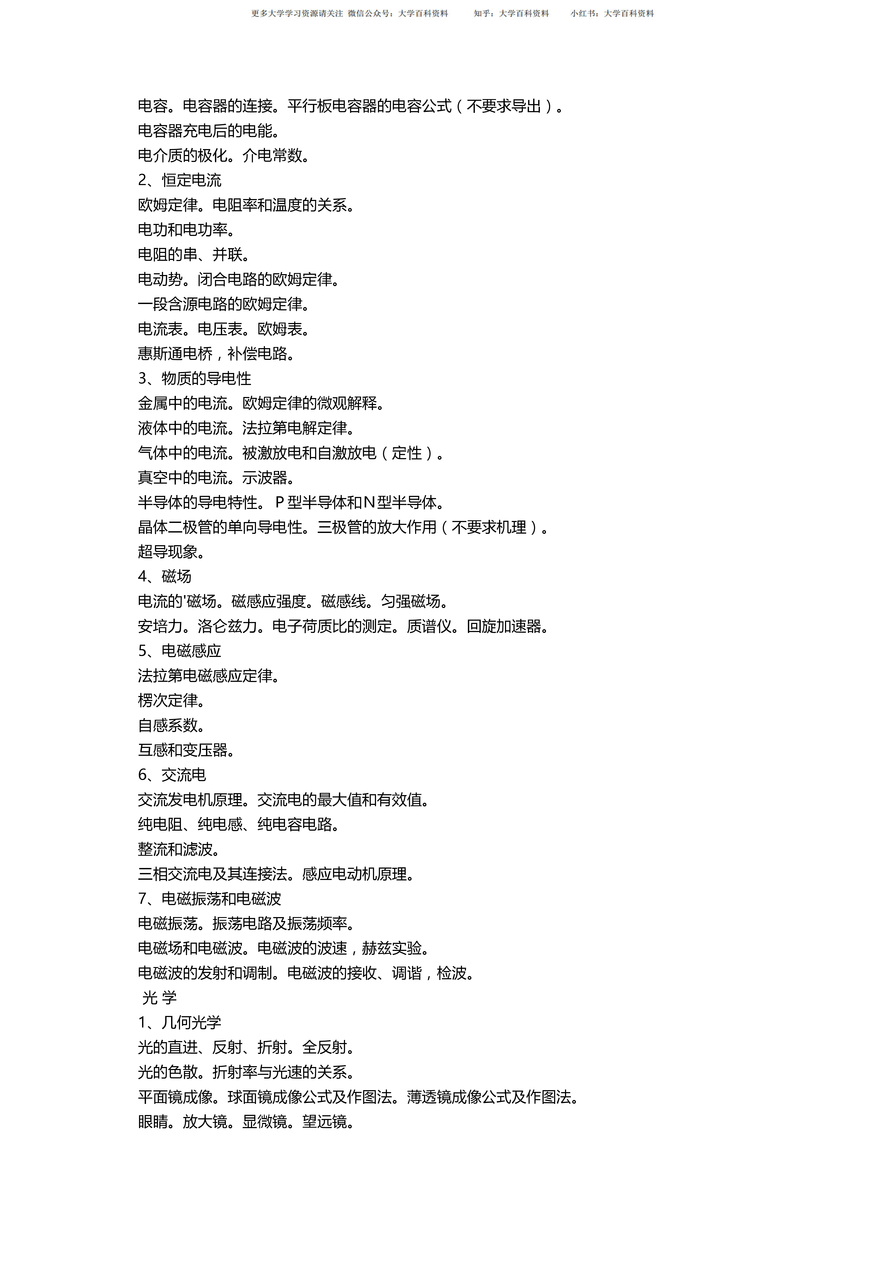 更多大学学习资源请关注 微信公众号：大学百科资料 知乎：大学百科资料 小红书：大学百科资料
电容。电容器的连接。平行板电容器的电容公式（不要求导出）。
电容器充电后的电能。
电介质的极化。介电常数。
2、恒定电流
欧姆定律。电阻率和温度的关系。
电功和电功率。
电阻的串、并联。
电动势。闭合电路的欧姆定律。
一段含源电路的欧姆定律。
电流表。电压表。欧姆表。
惠斯通电桥，补偿电路。
3、物质的导电性
金属中的电流。欧姆定律的微观解释。
液体中的电流。法拉第电解定律。
气体中的电流。被激放电和自激放电（定性）。
真空中的电流。示波器。
半导体的导电特性。Ｐ型半导体和Ｎ型半导体。
晶体二极管的单向导电性。三极管的放大作用（不要求机理）。
超导现象。
4、磁场
电流的'磁场。磁感应强度。磁感线。匀强磁场。
安培力。洛仑兹力。电子荷质比的测定。质谱仪。回旋加速器。
5、电磁感应
法拉第电磁感应定律。
楞次定律。
自感系数。
互感和变压器。
6、交流电
交流发电机原理。交流电的最大值和有效值。
纯电阻、纯电感、纯电容电路。
整流和滤波。
三相交流电及其连接法。感应电动机原理。
7、电磁振荡和电磁波
电磁振荡。振荡电路及振荡频率。
电磁场和电磁波。电磁波的波速，赫兹实验。
电磁波的发射和调制。电磁波的接收、调谐，检波。
光 学
1、几何光学
光的直进、反射、折射。全反射。
光的色散。折射率与光速的关系。
平面镜成像。球面镜成像公式及作图法。薄透镜成像公式及作图法。
眼睛。放大镜。显微镜。望远镜。